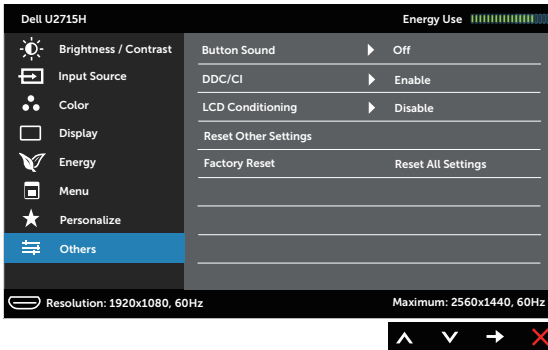 Dell U2715H Energy Use
Brightness / Contrast
Input Source
Color
Display
Energy
Menu
Personalize
Others
Button Sound Off
DDC/CI Enable
LCD Conditioning Disable
Reset Other Settings
Factory Reset Reset All Settings
Resolution: 1920x1080, 60Hz Maximum: 2560x1440, 60Hz